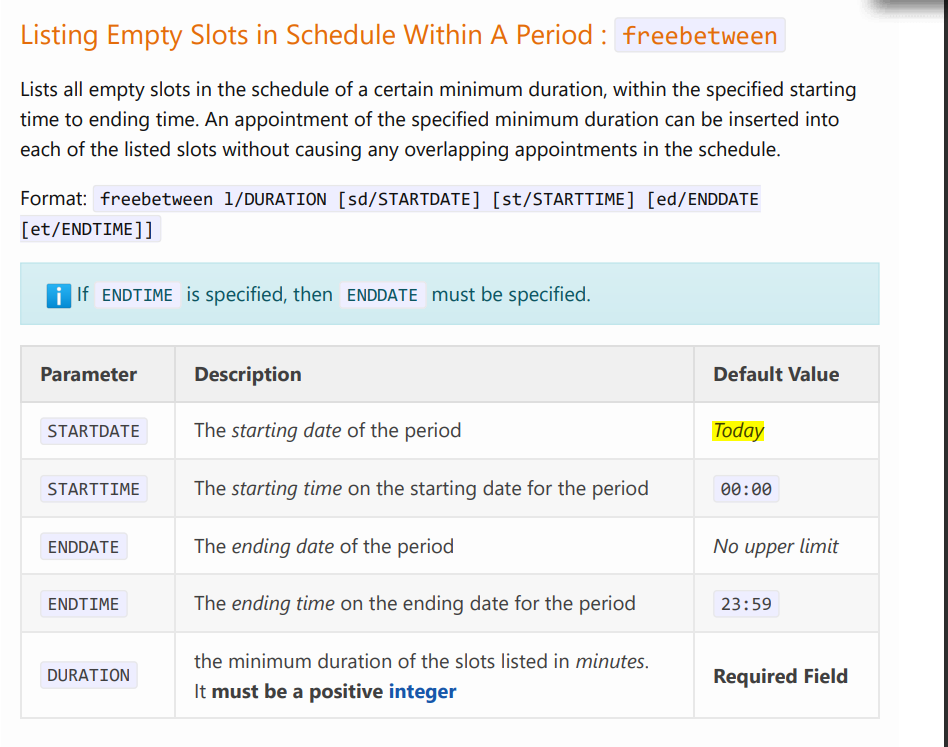 Listing Empty Slots in Schedule Within A Period : freebetween
Lists all empty slots in the schedule of a certain minimum duration, within the specified starting
time to ending time. An appointment of the specified minimum duration can be inserted into
each of the listed slots without causing any overlapping appointments in the schedule.
Format: freebetween l/DURATION [sd/STARTDATE] [st/STARTTIME] [ed/ENDDATE
[et/ENDTIME]]
If ENDTIME is specified, then ENDDATE must be specified.
Parameter Description Default Value
STARTDATE The starting date of the period Today
STARTTIME The starting time on the starting date for the period 00:00
ENDDATE The ending date of the period No upper limit
ENDTIME The ending time on the ending date for the period 23:59
DURATION the minimum duration of the slots listed in minutes. Required Field
It must be a positive integer